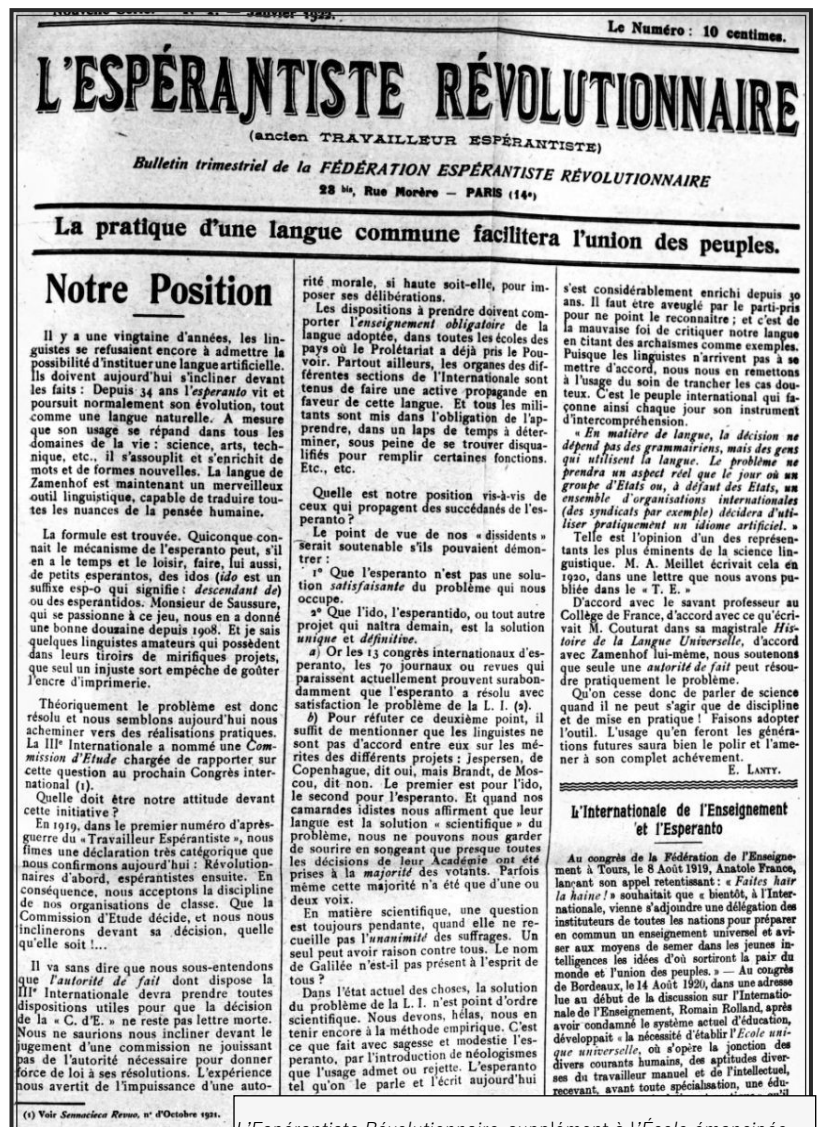 Nouvelle Série. — N° 1. — Janvier 1922.
Le Numéro : 10 centimes.
L'ESPÉRANTISTE RÉVOLUTIONNAIRE
(ancien TRAVAILLEUR ESPÉRANTISTE)
Bulletin trimestriel de la FÉDÉRATION ESPÉRANTISTE RÉVOLUTIONNAIRE
23 bis, Rue Morère — PARIS (14e)
La pratique d'une langue commune facilitera l'union des peuples.
Notre Position
Il y a une vingtaine d'années, les lin-
guistes se refusaient encore à admettre la
possibilité d'instituer une langue artificielle.
Ils doivent aujourd'hui s'incliner devant
les faits : Depuis 34 ans l'esperanto vit et
poursuit normalement son évolution, tout
comme une langue naturelle. A mesure
que son usage se répand dans tous les
domaines de la vie : science, arts, tech-
nique, etc., il s'assouplit et s'enrichit de
mots et de formes nouvelles. La langue de
Zamenhof est maintenant un merveilleux
outil linguistique, capable de traduire tou-
tes les nuances de la pensée humaine.
La formule est trouvée. Quiconque con-
nait le mécanisme de l'esperanto peut, s'il
en a le temps et le loisir, faire, lui aussi,
de petits esperantos, des idos (ido est un
suffixe esp-o qui signifie : descendant de)
ou des esperantidos. Monsieur de Saussure,
qui se passionne à ce jeu, nous en a donné
une bonne douzaine depuis 1908. Et je sais
quelques linguistes amateurs qui possèdent
dans leurs tiroirs de mirifiques projets,
que seul un injuste sort empêche de goûter
l'encre d'imprimerie.
Théoriquement le problème est donc
résolu et nous semblons aujourd'hui nous
acheminer vers des réalisations pratiques.
La IIIe Internationale a nommé une Com-
mission d'Etude chargée de rapporter sur
cette question au prochain Congrès inter-
national (1).
Quelle doit être notre attitude devant
cette initiative ?
En 1919, dans le premier numéro d'après-
guerre du « Travailleur Espérantiste », nous
fîmes une déclaration très catégorique que
nous confirmons aujourd'hui : Révolution-
naires d'abord, espérantistes ensuite. En
conséquence, nous acceptons la discipline
de nos organisations de classe. Que la
Commission d'Etude décide, et nous nous
inclinerons devant sa décision, quelle
qu'elle soit !...
Il va sans dire que nous sous-entendons
que l'autorité de fait dont dispose la
IIIe Internationale devra prendre toutes
dispositions utiles pour que la décision
de la « C. d'E. » ne reste pas lettre morte.
Nous ne saurions nous incliner devant le
jugement d'une commission ne jouissant
pas de l'autorité nécessaire pour donner
force de loi à ses résolutions. L'expérience
nous avertit de l'impuissance d'une auto-
(1) Voir Sennacieca Revuo, n° d'Octobre 1921.
rité morale, si haute soit-elle, pour im-
poser ses délibérations.
Les dispositions à prendre doivent com-
porter l'enseignement obligatoire de la
langue adoptée, dans toutes les écoles des
pays où le Prolétariat a déjà pris le Pou-
voir. Partout ailleurs, les organes des dif-
férentes sections de l'Internationale sont
tenus de faire une active propagande en
faveur de cette langue. Et tous les mili-
tants sont mis dans l'obligation de l'ap-
prendre, dans un laps de temps à déter-
miner, sous peine de se trouver disqua-
lifiés pour remplir certaines fonctions.
Etc., etc.
Quelle est notre position vis-à-vis de
ceux qui propagent des succédanés de l'es-
peranto ?
Le point de vue de nos « dissidents »
serait soutenable s'ils pouvaient démon-
trer :
1° Que l'esperanto n'est pas une solu-
tion satisfaisante du problème qui nous
occupe.
2° Que l'ido, l'esperantido, ou tout autre
projet qui naîtra demain, est la solution
unique et définitive.
a) Or les 13 congrès internationaux d'es-
peranto, les 70 journaux ou revues qui
paraissent actuellement prouvent surabon-
damment que l'esperanto a résolu avec
satisfaction le problème de la L. I. (2).
b) Pour réfuter ce deuxième point, il
suffit de mentionner que les linguistes ne
sont pas d'accord entre eux sur les mé-
rites des différents projets : Jespersen, de
Copenhague, dit oui, mais Brandt, de Mos-
cou, dit non. Le premier est pour l'ido,
le second pour l'esperanto. Et quand nos
camarades idistes nous affirment que leur
langue est la solution « scientifique » du
problème, nous ne pouvons nous garder
de sourire en songeant que presque toutes
les décisions de leur Académie ont été
prises à la majorité des votants. Parfois
même cette majorité n'a été que d'une ou
deux voix.
En matière scientifique, une question
est toujours pendante, quand elle ne re-
cueille pas l'unanimité des suffrages. Un
seul peut avoir raison contre tous. Le nom
de Galilée n'est-il pas présent à l'esprit de
tous ?
Dans l'état actuel des choses, la solution
du problème de la L. I. n'est point d'ordre
scientifique. Nous devons, hélas, nous en
tenir encore à la méthode empirique. C'est
ce que fait avec sagesse et modestie l'es-
peranto, par l'introduction de néologismes
que l'usage admet ou rejette. L'esperanto
tel qu'on le parle et l'écrit aujourd'hui
s'est considérablement enrichi depuis 30
ans. Il faut être aveuglé par le parti-pris
pour ne point le reconnaitre ; et c'est de
la mauvaise foi de critiquer notre langue
en citant des archaïsmes comme exemples.
Puisque les linguistes n'arrivent pas à se
mettre d'accord, nous nous en remettons
à l'usage du soin de trancher les cas dou-
teux. C'est le peuple international qui fa-
çonne ainsi chaque jour son instrument
d'intercompréhension.
« En matière de langue, la décision ne
dépend pas des grammairiens, mais des gens
qui utilisent la langue. Le problème ne
prendra un aspect réel que le jour où un
groupe d'Etats ou, à défaut des Etats, un
ensemble d'organisations internationales
(des syndicats par exemple) décidera d'uti-
liser pratiquement un idiome artificiel. »
Telle est l'opinion d'un des représen-
tants les plus éminents de la science lin-
guistique. M. A. Meillet écrivait cela en
1920, dans une lettre que nous avons pu-
bliée dans le « T. E. »
D'accord avec le savant professeur au
Collège de France, d'accord avec ce qu'écri-
vait M. Couturat dans sa magistrale His-
toire de la Langue Universelle, d'accord
avec Zamenhof lui-même, nous soutenons
que seule une autorité de fait peut résou-
dre pratiquement le problème.
Qu'on cesse donc de parler de science
quand il ne peut s'agir que de discipline
et de mise en pratique ! Faisons adopter
l'outil. L'usage qu'en feront les généra-
tions futures saura bien le polir et l'ame-
ner à son complet achévement.
E. LANTY.
L'Internationale de l'Enseignement
et l'Esperanto
Au congrès de la Fédération de l'Enseigne-
ment à Tours, le 8 Août 1919, Anatole France,
lançant son appel retentissant : « Faites haïr
la haine ! » souhaitait que « bientôt, à l'Inter-
nationale, vienne s'adjoindre une délégation des
instituteurs de toutes les nations pour préparer
en commun un enseignement universel et avi-
ser aux moyens de semer dans les jeunes in-
telligences les idées d'où sortiront la paix du
monde et l'union des peuples. » — Au congrès
de Bordeaux, le 14 Août 1920, dans une adresse
lue au début de la discussion sur l'Internatio-
nale de l'Enseignement, Romain Rolland, après
avoir condamné le système actuel d'éducation,
développait « la nécessité d'établir l'Ecole uni-
que universelle, où s'opère la jonction des
divers courants humains, des aptitudes diver-
ses du travailleur manuel et de l'intellectuel,
recevant, avant toute spécialisation, une édu-
L'Espérantiste Révolutionnaire, supplément à L'École émancipée